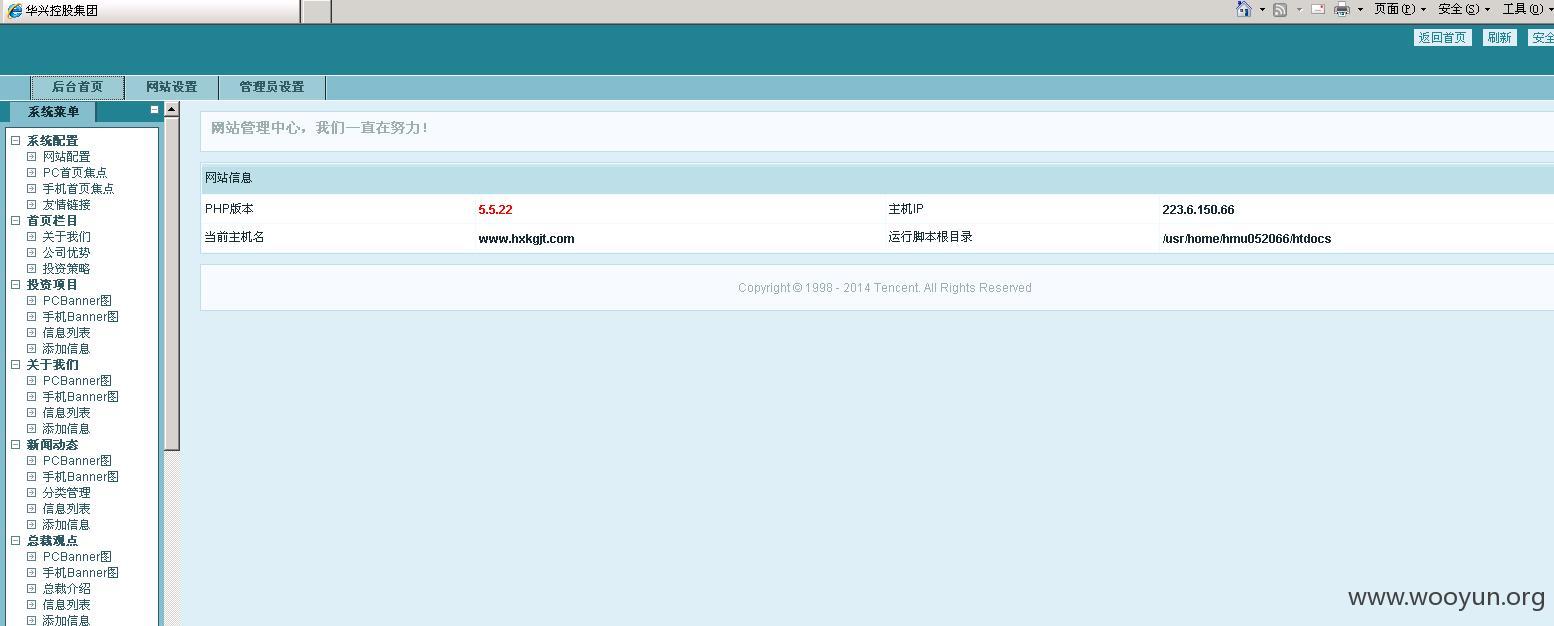 华兴控股集团
页面(P) 安全(S) 工具(O)
返回首页 刷新 安全
后台首页 网站设置 管理员设置
系统菜单
网站管理中心，我们一直在努力！
系统配置
网站配置
PC首页焦点
手机首页焦点
友情链接
首页栏目
关于我们
公司优势
投资策略
投资项目
PCBanner图
手机Banner图
信息列表
添加信息
关于我们
PCBanner图
手机Banner图
信息列表
添加信息
新闻动态
PCBanner图
手机Banner图
分类管理
信息列表
添加信息
总裁观点
PCBanner图
手机Banner图
总裁介绍
信息列表
添加信息
网站信息
PHP版本 5.5.22 主机IP 223.6.150.66
当前主机名 www.hxkgjt.com 运行脚本根目录 /usr/home/hmu052066/htdocs
Copyright © 1998 - 2014 Tencent. All Rights Reserved
www.wooyun.org